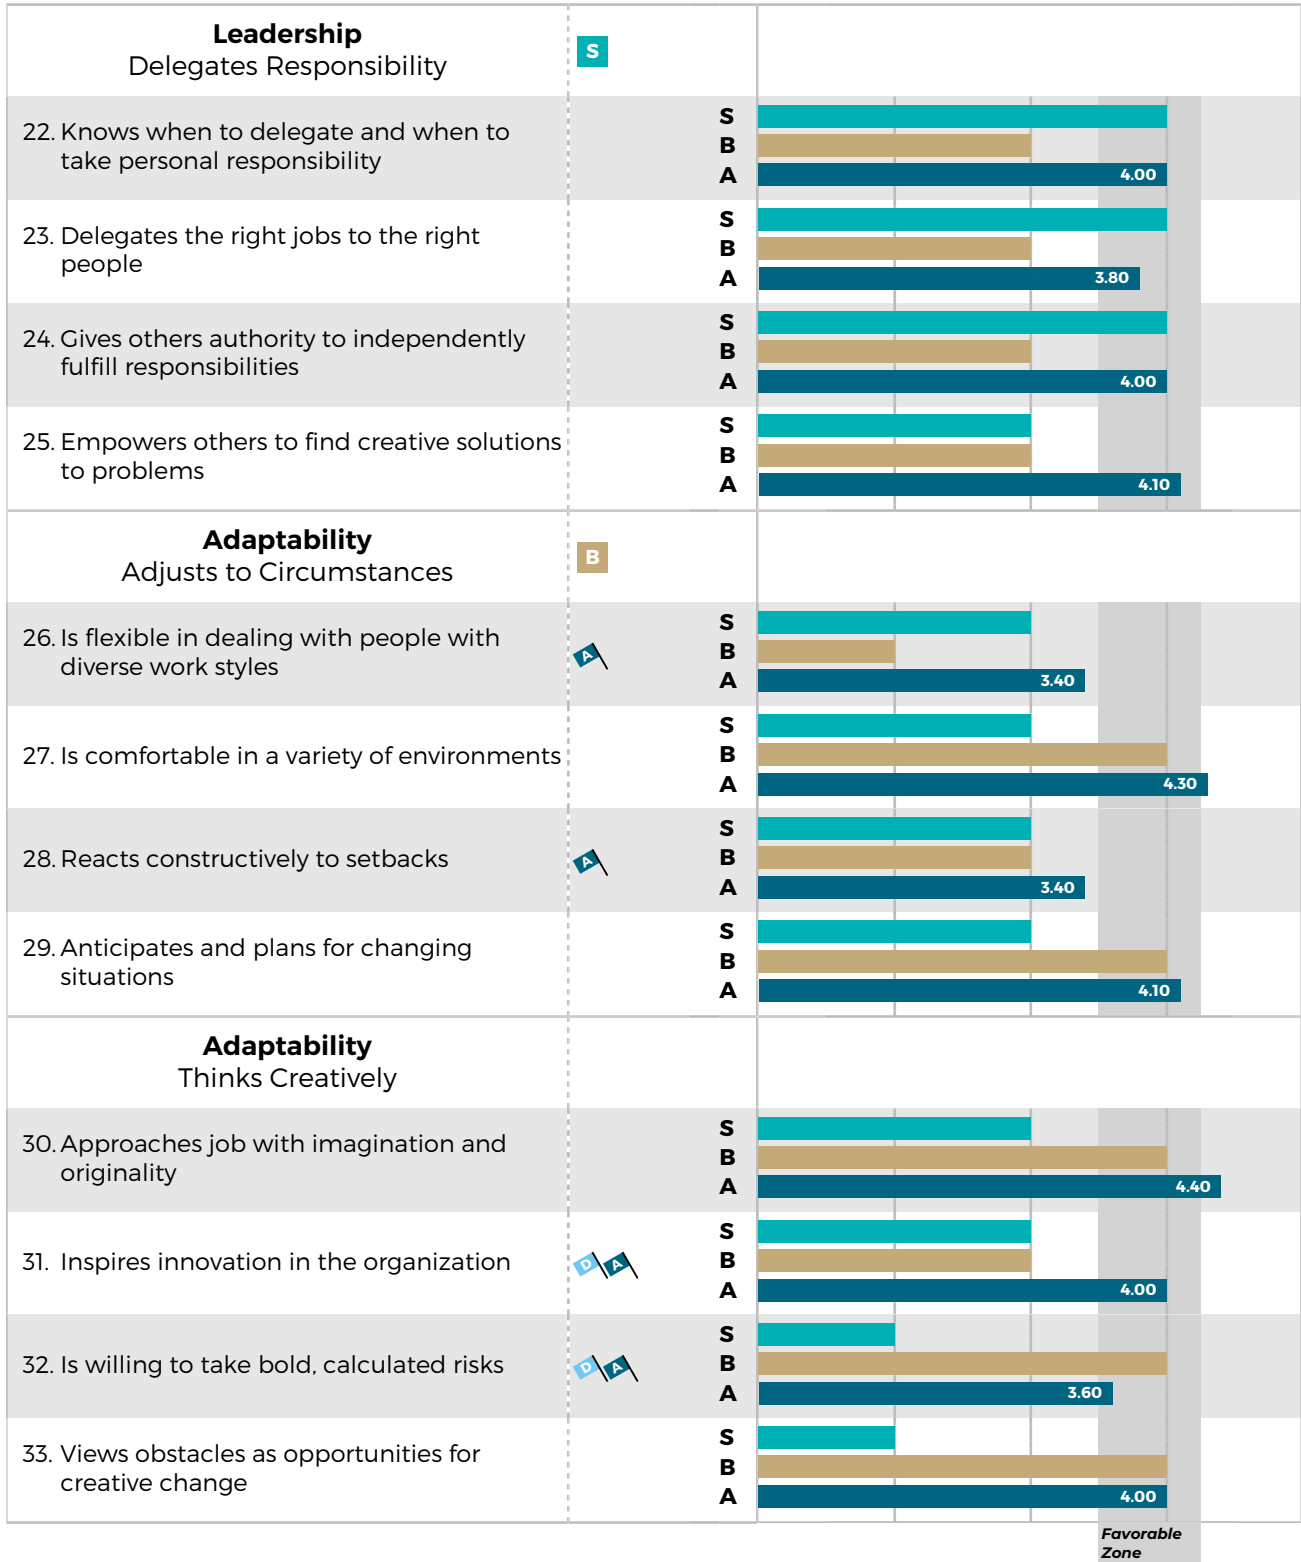 Leadership
Delegates Responsibility
S
22. Knows when to delegate and when to
take personal responsibility
S
B
A 4.00
23. Delegates the right jobs to the right
people
S
B
A 3.80
24. Gives others authority to independently
fulfill responsibilities
S
B
A 4.00
25. Empowers others to find creative solutions
to problems
S
B
A 4.10
Adaptability
Adjusts to Circumstances
B
26. Is flexible in dealing with people with
diverse work styles
A
S
B
A 3.40
27. Is comfortable in a variety of environments
S
B
A 4.30
28. Reacts constructively to setbacks
A
S
B
A 3.40
29. Anticipates and plans for changing
situations
S
B
A 4.10
Adaptability
Thinks Creatively
30. Approaches job with imagination and
originality
S
B
A 4.40
31. Inspires innovation in the organization
D A
S
B
A 4.00
32. Is willing to take bold, calculated risks
D A
S
B
A 3.60
33. Views obstacles as opportunities for
creative change
S
B
A 4.00
Favorable
Zone